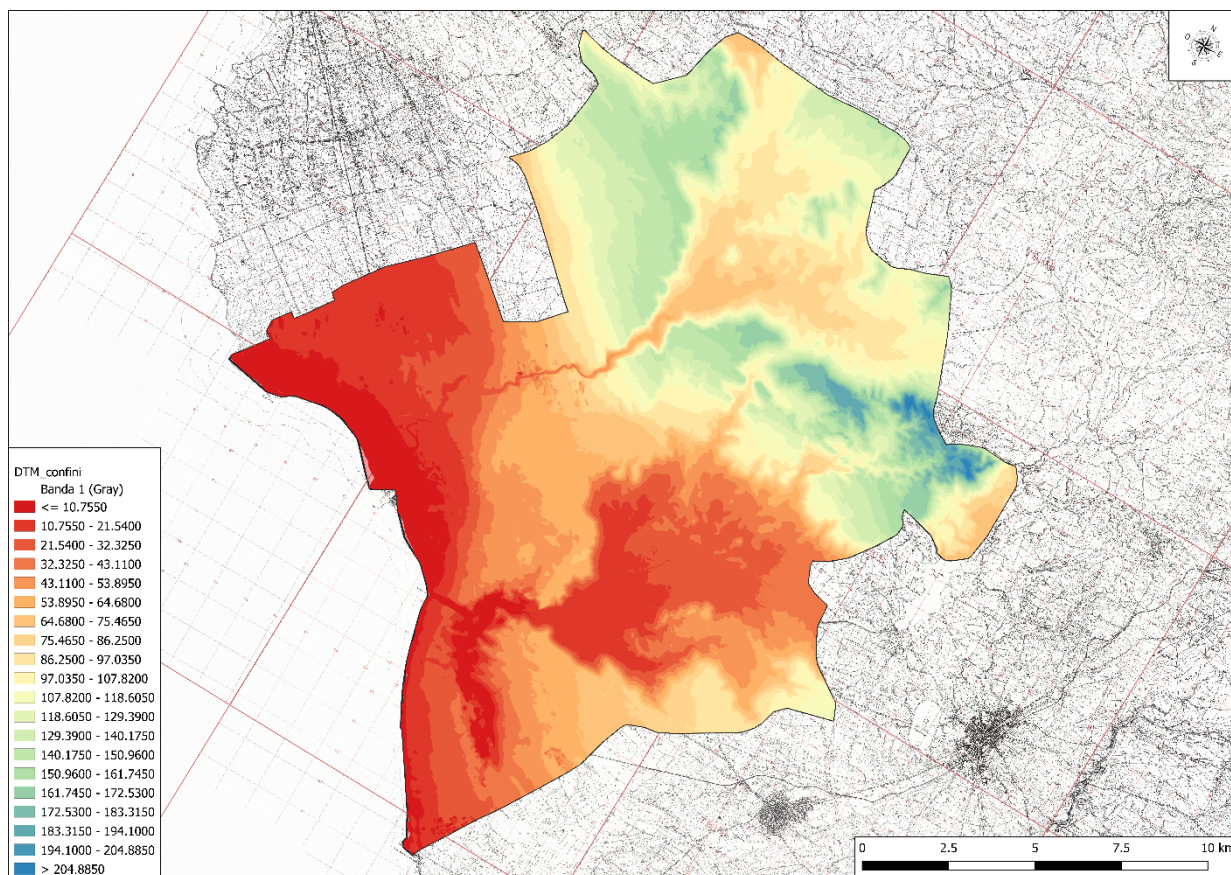 N
O
E
S
DTM_confini
Banda 1 (Gray)
<= 10.7550
10.7550 - 21.5400
21.5400 - 32.3250
32.3250 - 43.1100
43.1100 - 53.8950
53.8950 - 64.6800
64.6800 - 75.4650
75.4650 - 86.2500
86.2500 - 97.0350
97.0350 - 107.8200
107.8200 - 118.6050
118.6050 - 129.3900
129.3900 - 140.1750
140.1750 - 150.9600
150.9600 - 161.7450
161.7450 - 172.5300
172.5300 - 183.3150
183.3150 - 194.1000
194.1000 - 204.8850
> 204.8850
0 2.5 5 7.5 10 km